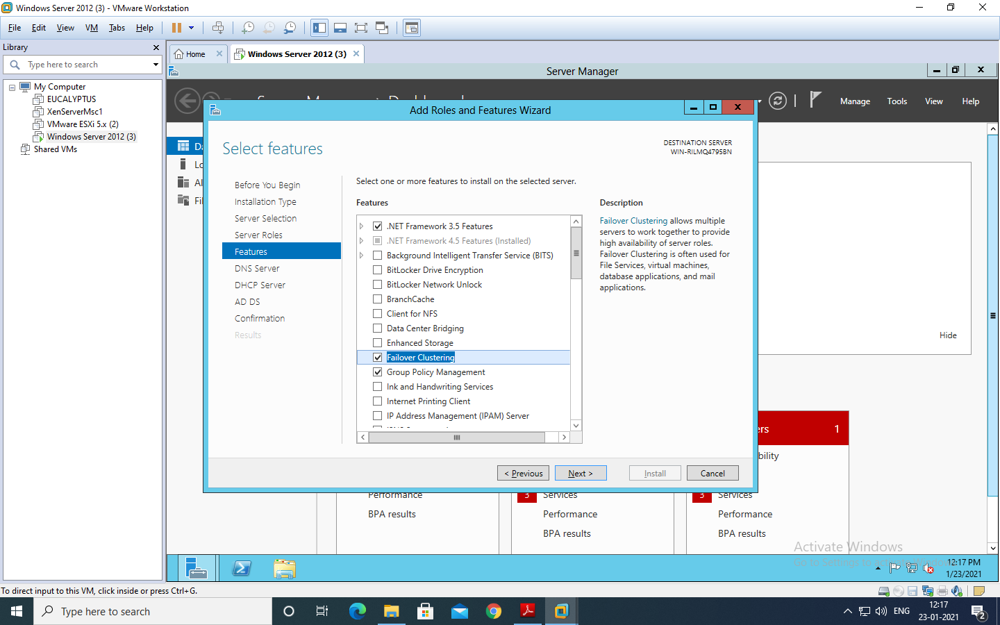 Windows Server 2012 (3) - VMware Workstation
File Edit View VM Tabs Help
Library
Type here to search
My Computer
EUCALYPTUS
XenServerMsc1
VMware ESXi 5.x (2)
Windows Server 2012 (3)
Shared VMs
Home
Windows Server 2012 (3)
Server Manager
Manage Tools View Help
Add Roles and Features Wizard
Select features
DESTINATION SERVER
WIN-RILMQ4795BN
Before You Begin
Installation Type
Server Selection
Server Roles
Features
DNS Server
DHCP Server
AD DS
Confirmation
Results
Select one or more features to install on the selected server.
Features
.NET Framework 3.5 Features
.NET Framework 4.5 Features (Installed)
Background Intelligent Transfer Service (BITS)
BitLocker Drive Encryption
BitLocker Network Unlock
BranchCache
Client for NFS
Data Center Bridging
Enhanced Storage
Failover Clustering
Group Policy Management
Ink and Handwriting Services
Internet Printing Client
IP Address Management (IPAM) Server
Description
Failover Clustering allows multiple
servers to work together to provide
high availability of server roles.
Failover Clustering is often used for
File Services, virtual machines,
database applications, and mail
applications.
< Previous
Next >
Install
Cancel
Hide
ers 1
bility
Performance
BPA results
3 Services
Performance
BPA results
3 Services
Performance
BPA results
Activate Windows
12:17 PM
1/23/2021
To direct input to this VM, click inside or press Ctrl+G.
Type here to search
ENG
12:17
23-01-2021
2